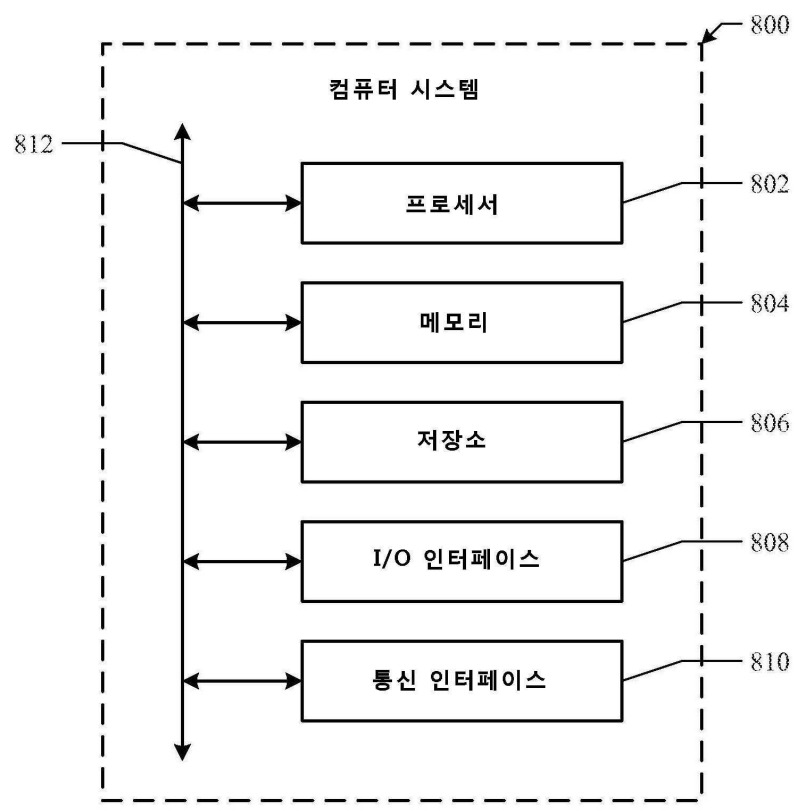 800
컴퓨터 시스템
812
프로세서
802
메모리
804
저장소
806
I/O 인터페이스
808
통신 인터페이스
810